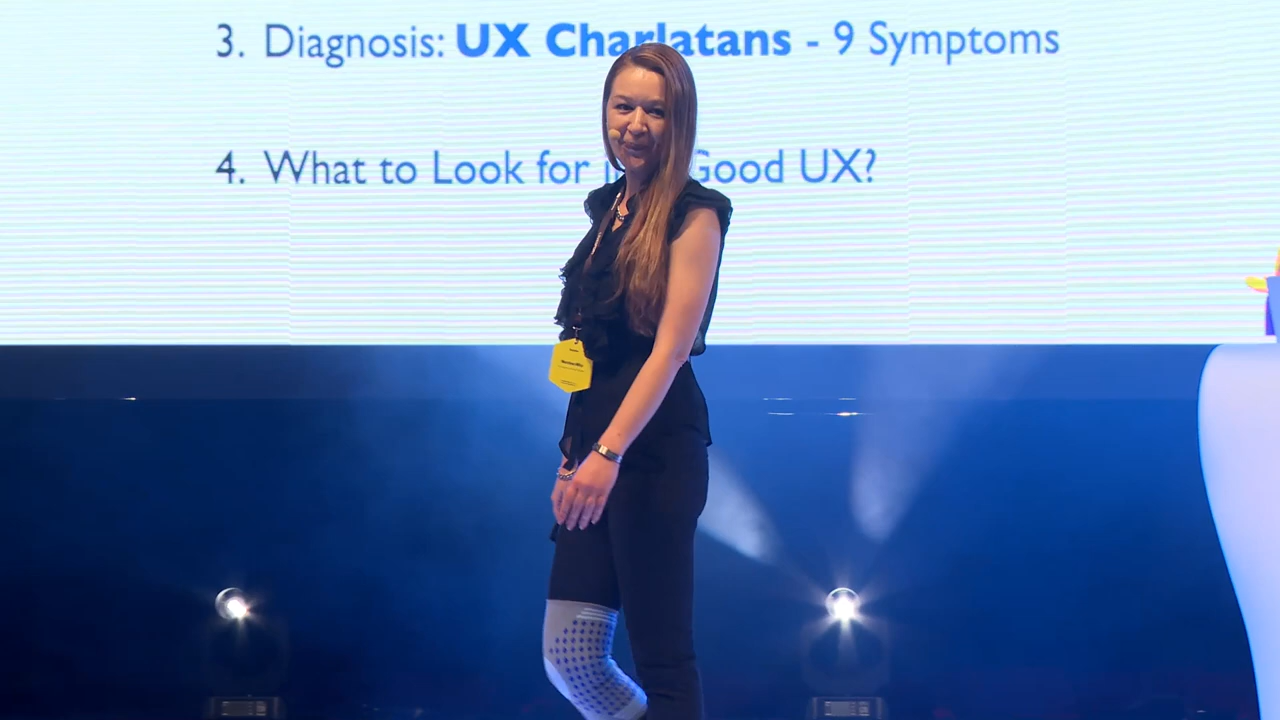 3. Diagnosis: UX Charlatans - 9 Symptoms
4. What to Look for Good UX?